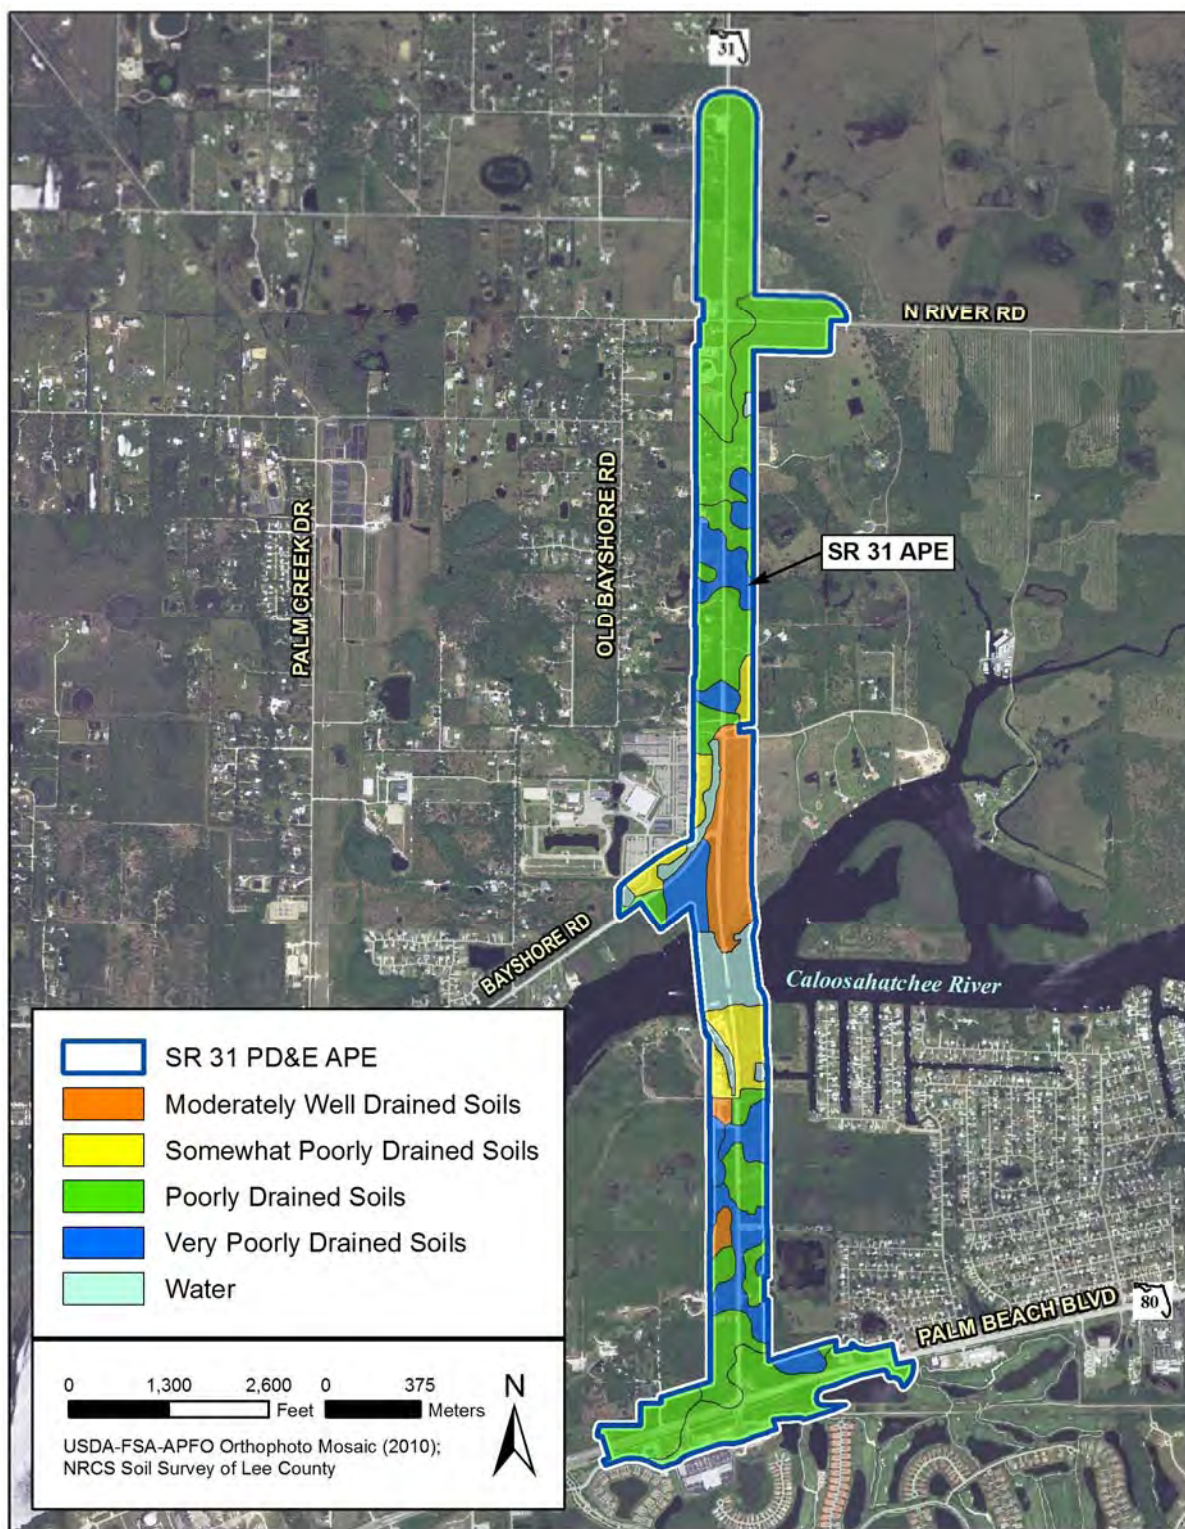 31
N RIVER RD
PALM CREEK DR
OLD BAYSHORE RD
SR 31 APE
BAYSHORE RD
Caloosahatchee River
SR 31 PD&E APE
Moderately Well Drained Soils
Somewhat Poorly Drained Soils
Poorly Drained Soils
Very Poorly Drained Soils
Water
80
PALM BEACH BLVD
0 1,300 2,600 Feet
0 375 Meters
N
USDA-FSA-APFO Orthophoto Mosaic (2010);
NRCS Soil Survey of Lee County